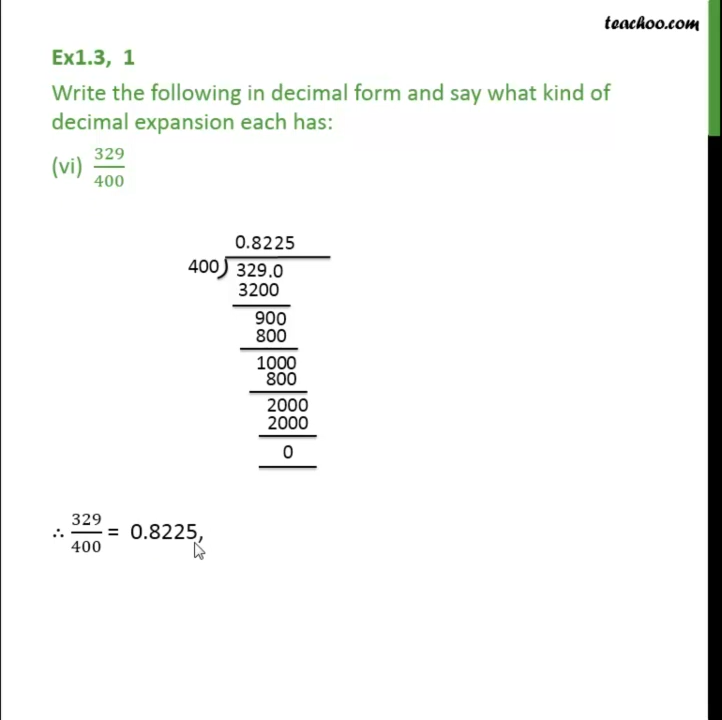 teachoo.com
Ex1.3, 1
Write the following in decimal form and say what kind of
decimal expansion each has:
(vi) 329/400
0.8225
400)329.0
3200
900
800
1000
800
2000
2000
0
∴ 329/400 = 0.8225,